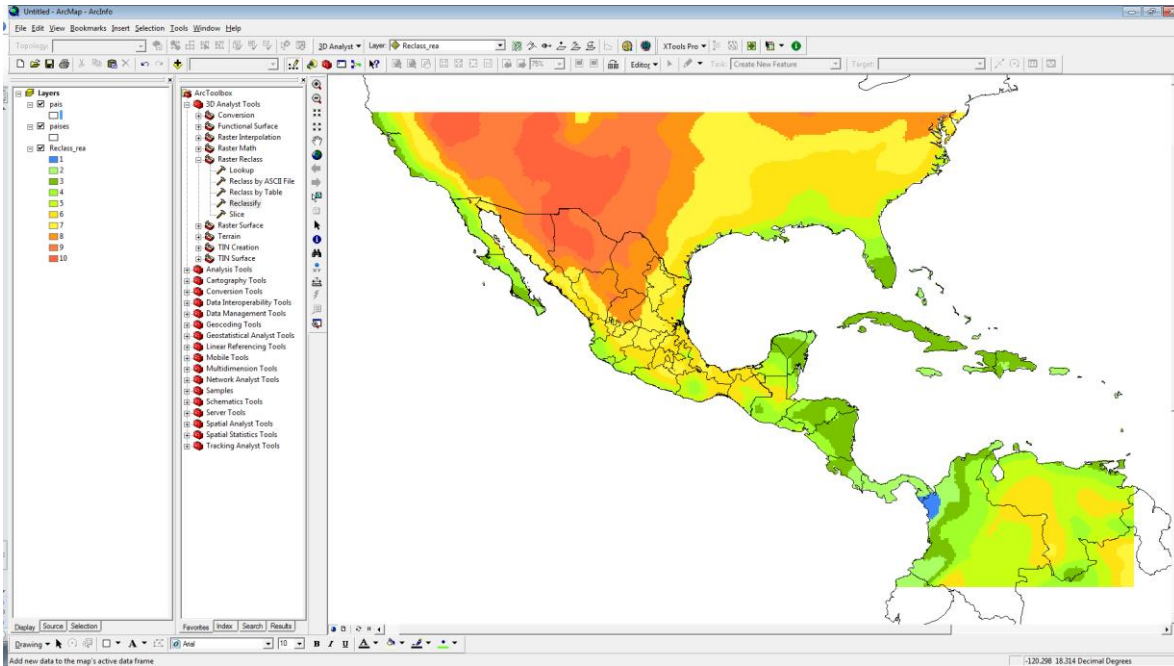 Untitled - ArcMap - ArcInfo
File Edit View Bookmarks Insert Selection Tools Window Help
Topology: 3D Analyst Layer: Reclass_rea XTools Pro
75% Editor Task: Create New Feature Target:
Layers
pais
paises
Reclass_rea
1
2
3
4
5
6
7
8
9
10
Display Source Selection
ArcToolbox
3D Analyst Tools
Conversion
Functional Surface
Raster Interpolation
Raster Math
Raster Reclass
Lookup
Reclass by ASCII File
Reclass by Table
Reclassify
Slice
Raster Surface
Terrain
TIN Creation
TIN Surface
Analysis Tools
Cartography Tools
Conversion Tools
Data Interoperability Tools
Data Management Tools
Geocoding Tools
Geostatistical Analyst Tools
Linear Referencing Tools
Mobile Tools
Multidimension Tools
Network Analyst Tools
Samples
Schematics Tools
Server Tools
Spatial Analyst Tools
Spatial Statistics Tools
Tracking Analyst Tools
Favorites Index Search Results
Drawing A Arial 10 B I U A
Add new data to the map's active data frame -120.298 18.314 Decimal Degrees